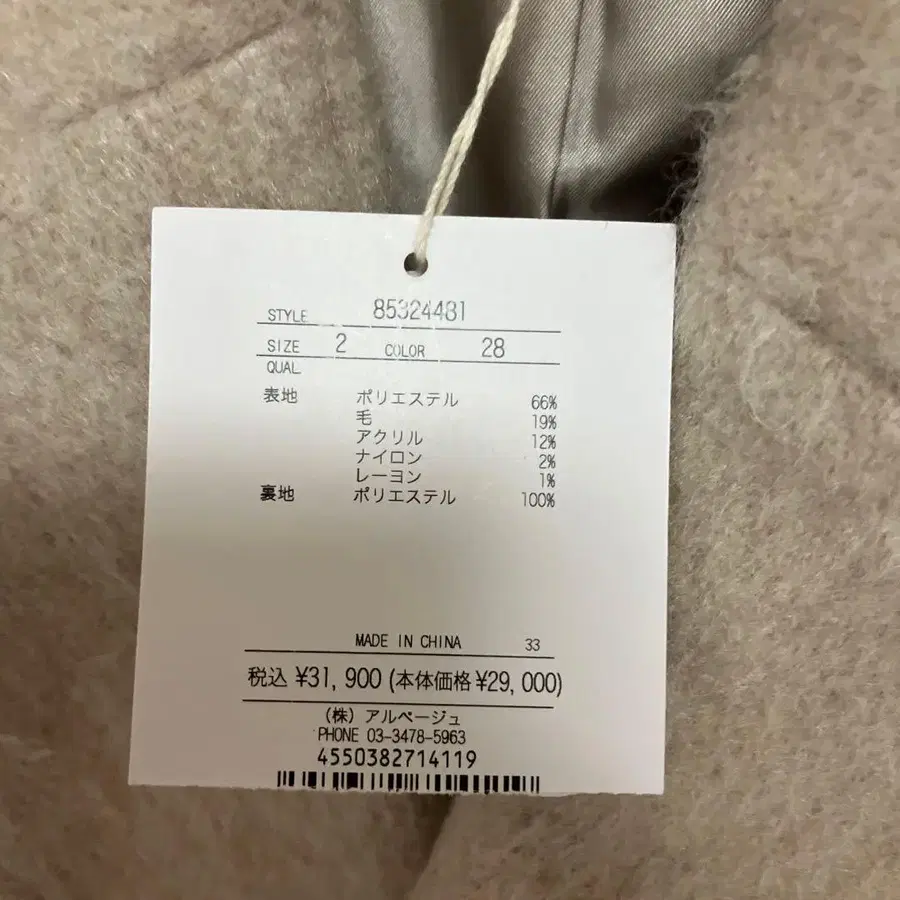 STYLE 85324481
SIZE 2 COLOR 28
QUAL.
表地 ポリエステル 66%
毛 19%
アクリル 12%
ナイロン 2%
レーヨン 1%
裏地 ポリエステル 100%
MADE IN CHINA 33
税込 ¥31,900 (本体価格¥29,000)
(株) アルページュ
PHONE 03-3478-5963
4550382714119